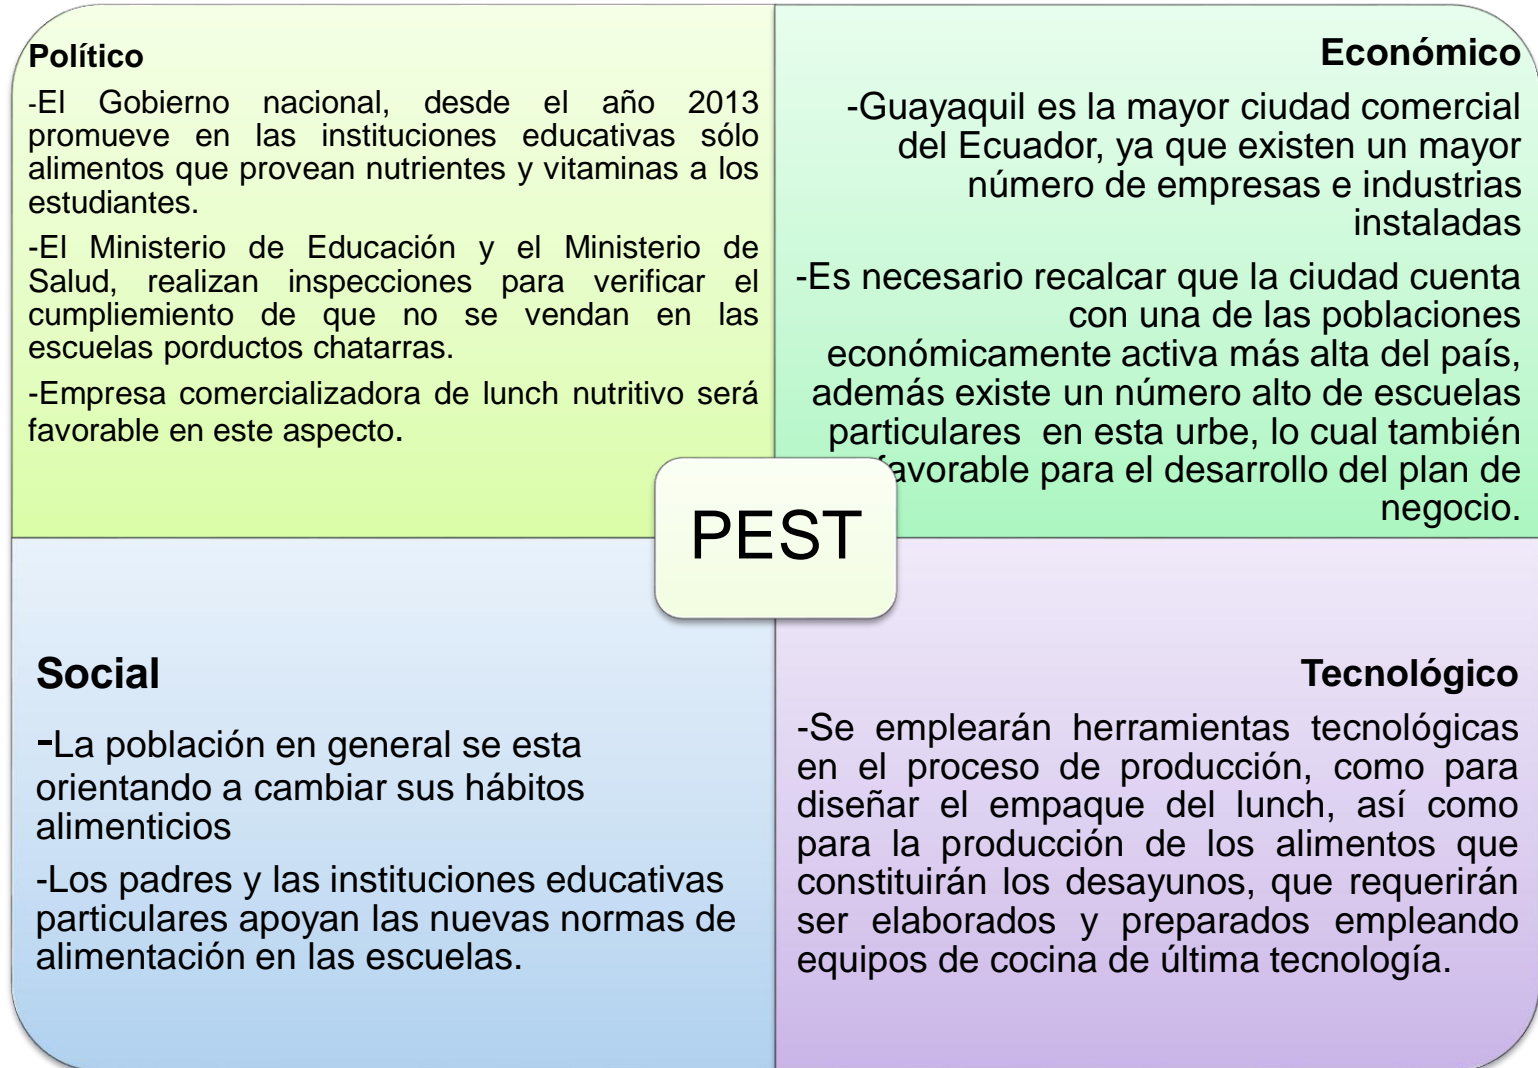 Político
-El Gobierno nacional, desde el año 2013
promueve en las instituciones educativas sólo
alimentos que provean nutrientes y vitaminas a los
estudiantes.
-El Ministerio de Educación y el Ministerio de
Salud, realizan inspecciones para verificar el
cumpliemiento de que no se vendan en las
escuelas porductos chatarras.
-Empresa comercializadora de lunch nutritivo será
favorable en este aspecto.
Económico
-Guayaquil es la mayor ciudad comercial
del Ecuador, ya que existen un mayor
número de empresas e industrias
instaladas
-Es necesario recalcar que la ciudad cuenta
con una de las poblaciones
económicamente activa más alta del país,
además existe un número alto de escuelas
particulares en esta urbe, lo cual también
favorable para el desarrollo del plan de
negocio.
PEST
Social
-La población en general se esta
orientando a cambiar sus hábitos
alimenticios
-Los padres y las instituciones educativas
particulares apoyan las nuevas normas de
alimentación en las escuelas.
Tecnológico
-Se emplearán herramientas tecnológicas
en el proceso de producción, como para
diseñar el empaque del lunch, así como
para la producción de los alimentos que
constituirán los desayunos, que requerirán
ser elaborados y preparados empleando
equipos de cocina de última tecnología.